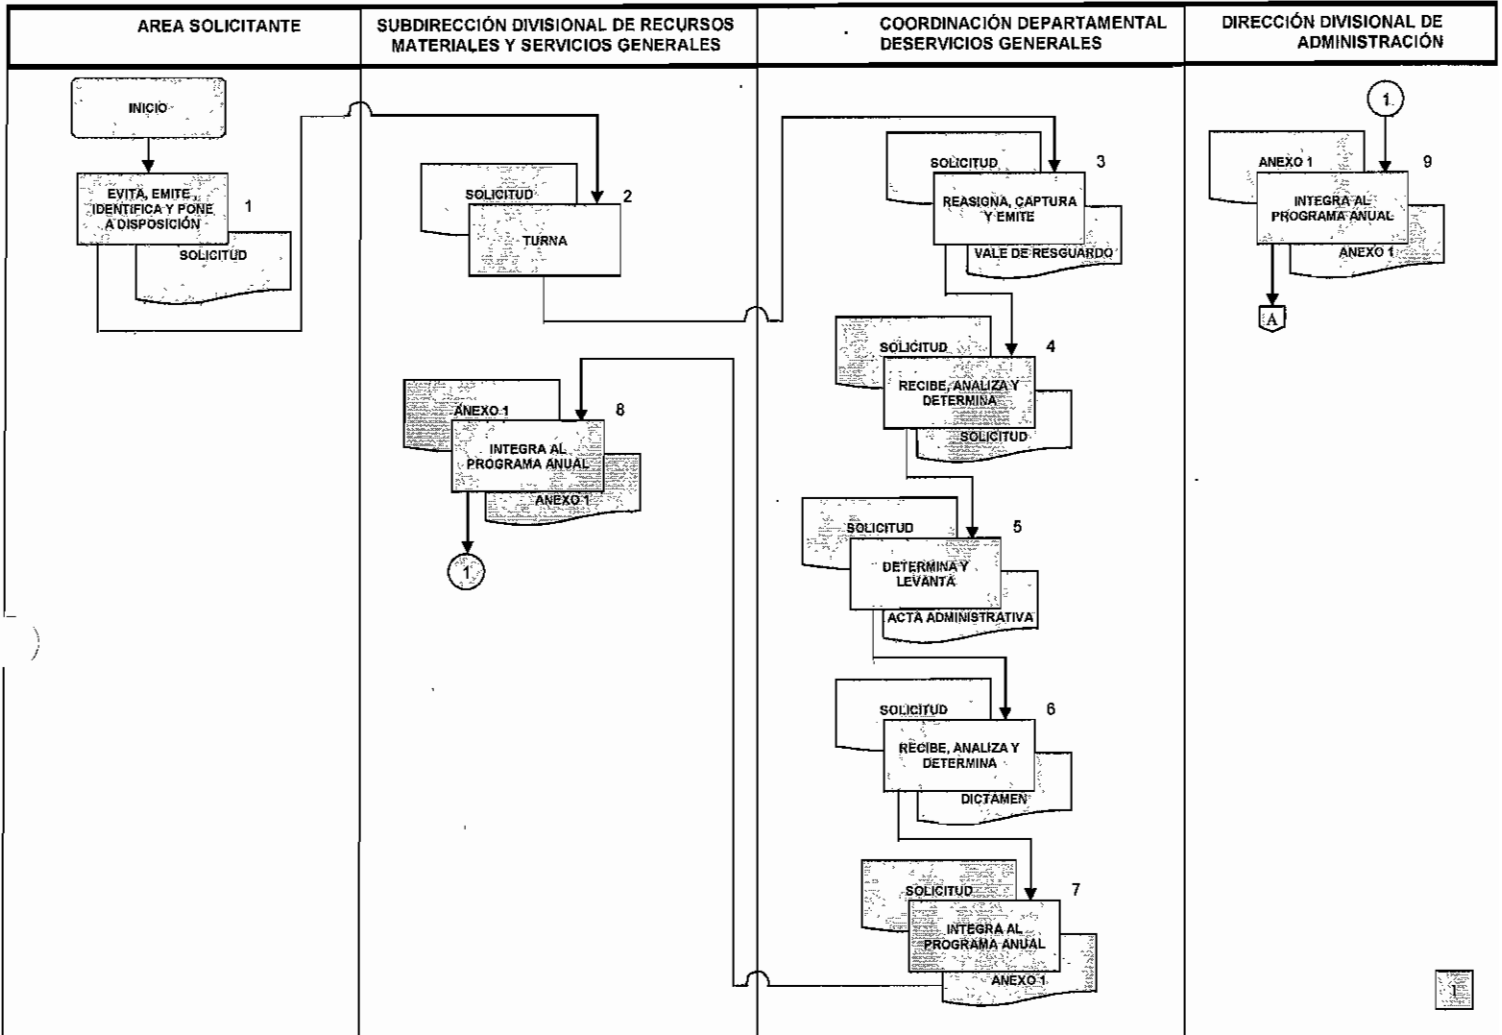 AREA SOLICITANTE
SUBDIRECCIÓN DIVISIONAL DE RECURSOS
MATERIALES Y SERVICIOS GENERALES
COORDINACIÓN DEPARTAMENTAL
DESERVICIOS GENERALES
DIRECCIÓN DIVISIONAL DE
ADMINISTRACIÓN
INICIO
EVITA, EMITE,
IDENTIFICA Y PONE
A DISPOSICIÓN
1
SOLICITUD
SOLICITUD
2
TURNA
ANEXO 1
8
INTEGRA AL
PROGRAMA ANUAL
ANEXO 1
1
SOLICITUD
3
REASIGNA, CAPTURA
Y EMITE
VALE DE RESGUARDO
SOLICITUD
4
RECIBE, ANALIZA Y
DETERMINA
SOLICITUD
SOLICITUD
5
DETERMINA Y
LEVANTA
ACTA ADMINISTRATIVA
SOLICITUD
6
RECIBE, ANALIZA Y
DETERMINA
DICTAMEN
SOLICITUD
7
INTEGRA AL
PROGRAMA ANUAL
ANEXO 1
1
ANEXO 1
9
INTEGRA AL
PROGRAMA ANUAL
ANEXO 1
A
1